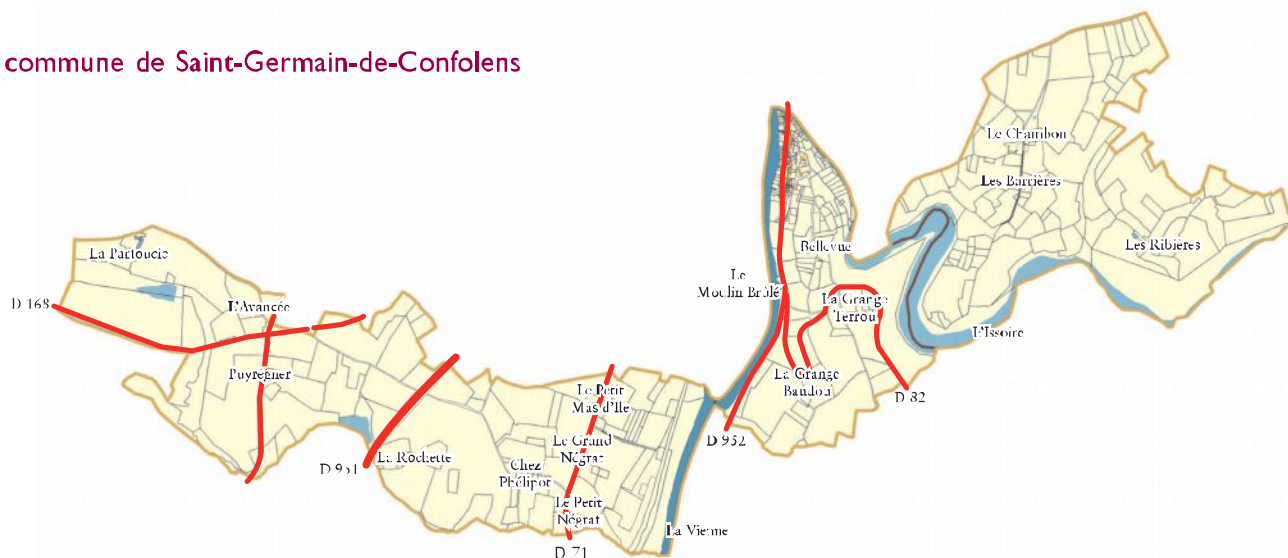 commune de Saint-Germain-de-Confolens
Le Chambon
Les Barrières
Les Ribières
Bellevue
La Partoucie
Le
Moulin Brûlé
La Grange
Terrou
D 168
L'Avancée
L'Issoire
Puyregner
La Grange
Baudou
Le Petit
Mas d'Ile
D 82
D 952
Le Grand
Négrat
La Rochette
D 951
Chez
Phélipot
Le Petit
Négrat
La Vienne
D 71